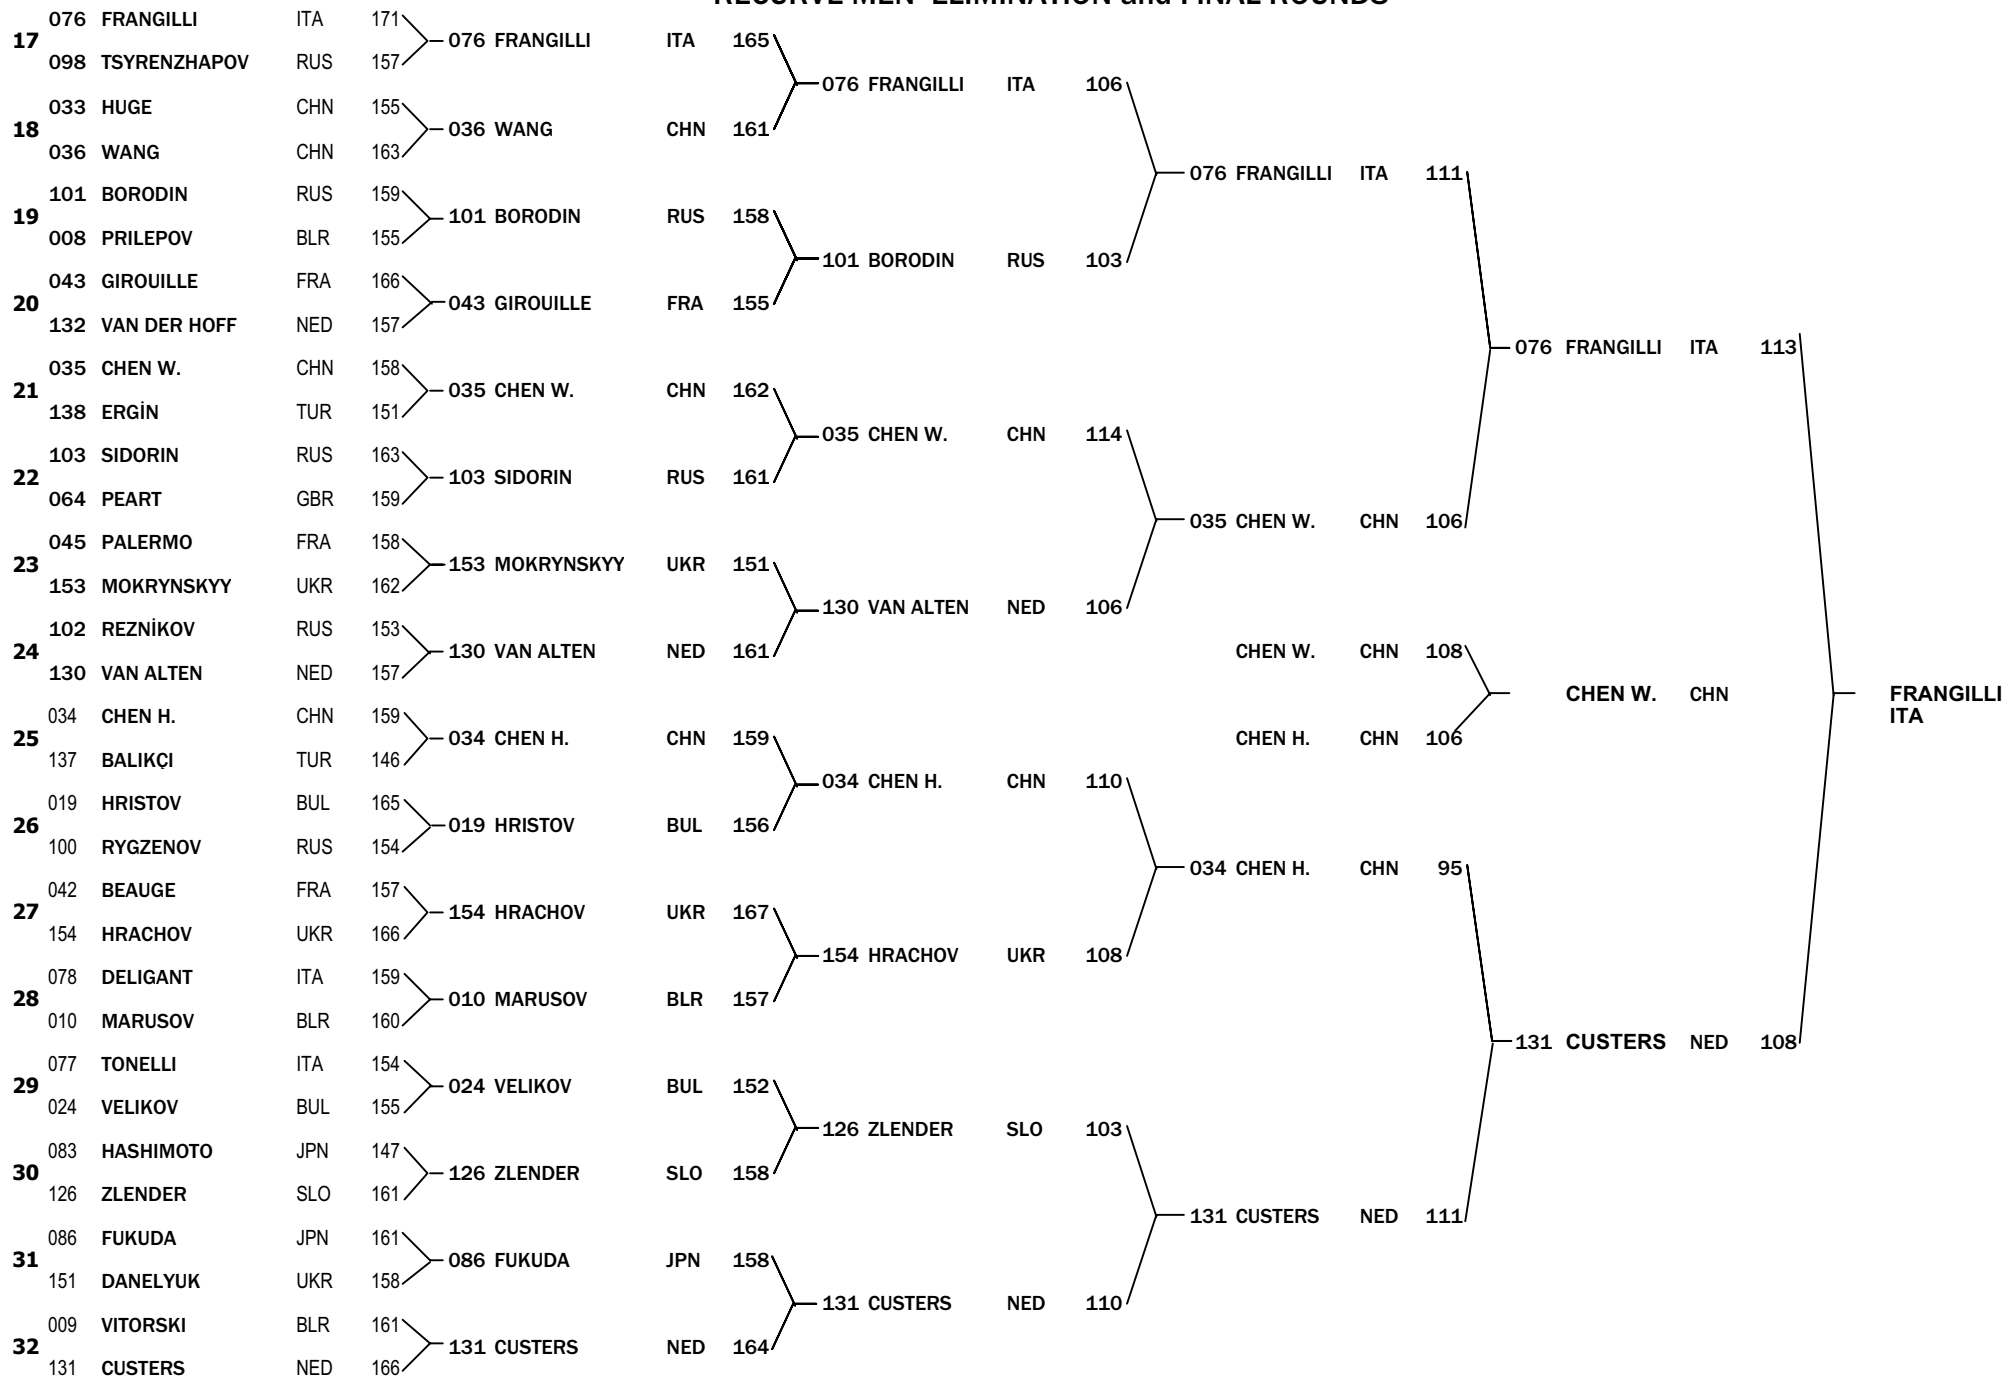 RECURVE MEN ELIMINATION and FINAL ROUNDS
17
076 FRANGILLI ITA 171
098 TSYRENZHAPOV RUS 157
18
033 HUGE CHN 155
036 WANG CHN 163
19
101 BORODIN RUS 159
008 PRILEPOV BLR 155
20
043 GIROUILLE FRA 166
132 VAN DER HOFF NED 157
21
035 CHEN W. CHN 158
138 ERGİN TUR 151
22
103 SIDORIN RUS 163
064 PEART GBR 159
23
045 PALERMO FRA 158
153 MOKRYNSKYY UKR 162
24
102 REZNİKOV RUS 153
130 VAN ALTEN NED 157
25
034 CHEN H. CHN 159
137 BALIKÇI TUR 146
26
019 HRISTOV BUL 165
100 RYGZENOV RUS 154
27
042 BEAUGE FRA 157
154 HRACHOV UKR 166
28
078 DELIGANT ITA 159
010 MARUSOV BLR 160
29
077 TONELLI ITA 154
024 VELIKOV BUL 155
30
083 HASHIMOTO JPN 147
126 ZLENDER SLO 161
31
086 FUKUDA JPN 161
151 DANELYUK UKR 158
32
009 VITORSKI BLR 161
131 CUSTERS NED 166
076 FRANGILLI ITA 165
036 WANG CHN 161
101 BORODIN RUS 158
043 GIROUILLE FRA 155
035 CHEN W. CHN 162
103 SIDORIN RUS 161
153 MOKRYNSKYY UKR 151
130 VAN ALTEN NED 161
034 CHEN H. CHN 159
019 HRISTOV BUL 156
154 HRACHOV UKR 167
010 MARUSOV BLR 157
024 VELIKOV BUL 152
126 ZLENDER SLO 158
086 FUKUDA JPN 158
131 CUSTERS NED 164
076 FRANGILLI ITA 106
101 BORODIN RUS 103
035 CHEN W. CHN 114
130 VAN ALTEN NED 106
034 CHEN H. CHN 110
154 HRACHOV UKR 108
126 ZLENDER SLO 103
131 CUSTERS NED 110
076 FRANGILLI ITA 111
035 CHEN W. CHN 106
CHEN W. CHN 108
CHEN H. CHN 106
034 CHEN H. CHN 95
131 CUSTERS NED 111
076 FRANGILLI ITA 113
CHEN W. CHN
131 CUSTERS NED 108
FRANGILLI
ITA